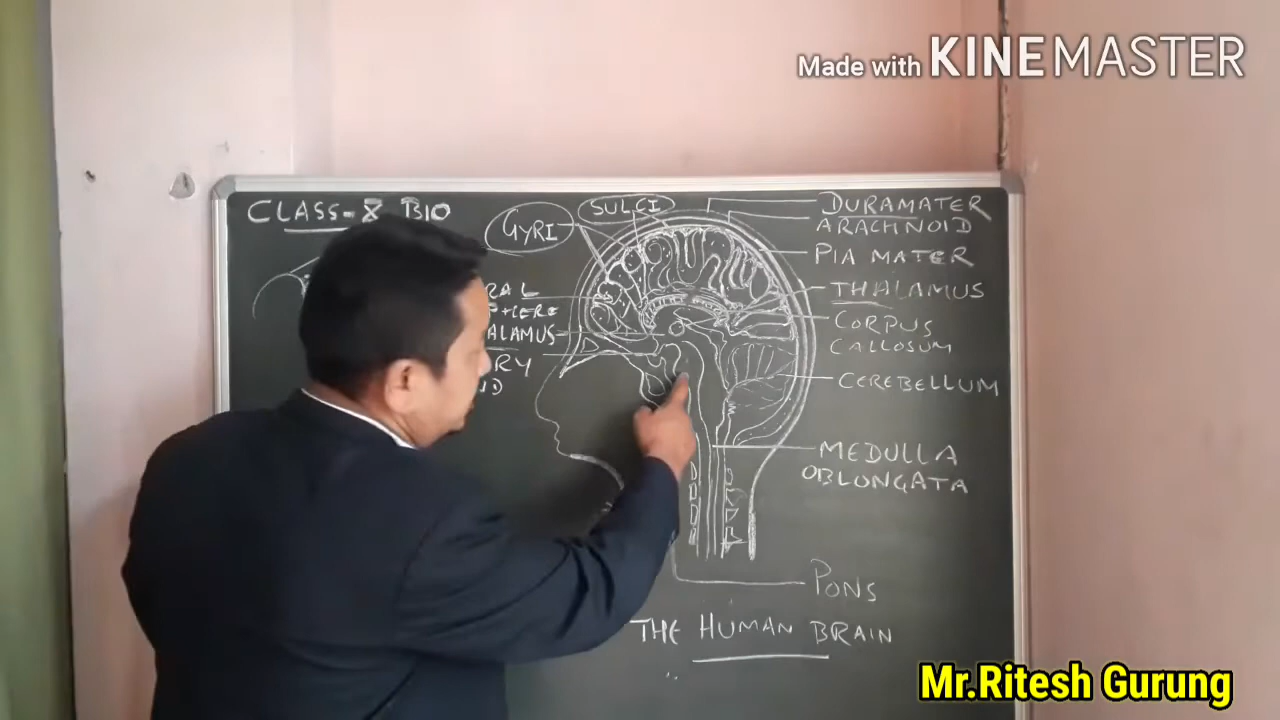 Made with KINEMASTER
CLASS = X BIO
GYRI
SULCI
DURAMATER
ARACHNOID
PIA MATER
THALAMUS
CORPUS
CALLOSUM
CEREBELLUM
MEDULLA
OBLONGATA
PONS
THE HUMAN BRAIN
Mr.Ritesh Gurung